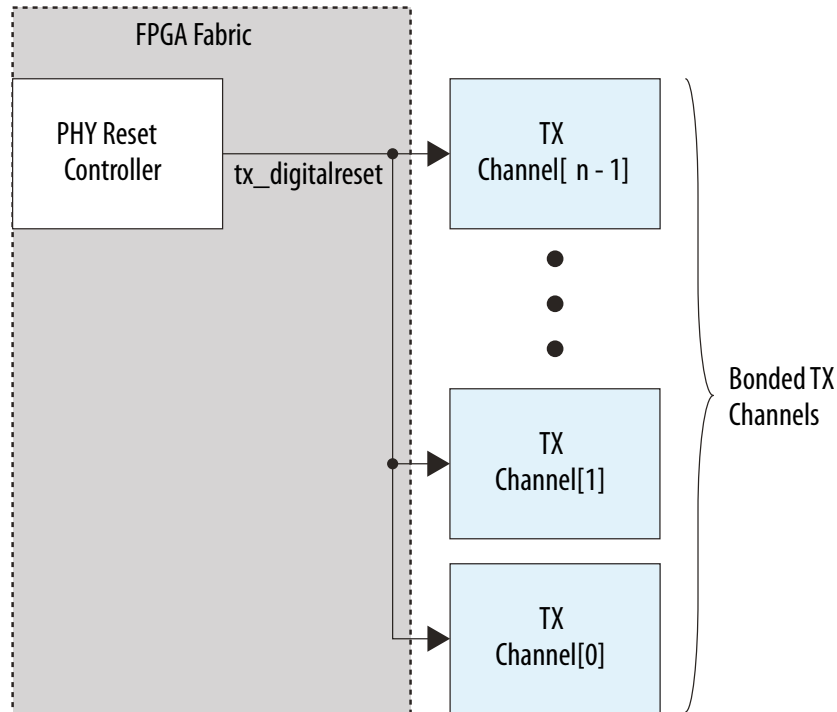 FPGA Fabric
PHY Reset
Controller
tx_digitalreset
TX
Channel[ n - 1]
TX
Channel[1]
TX
Channel[0]
Bonded TX
Channels